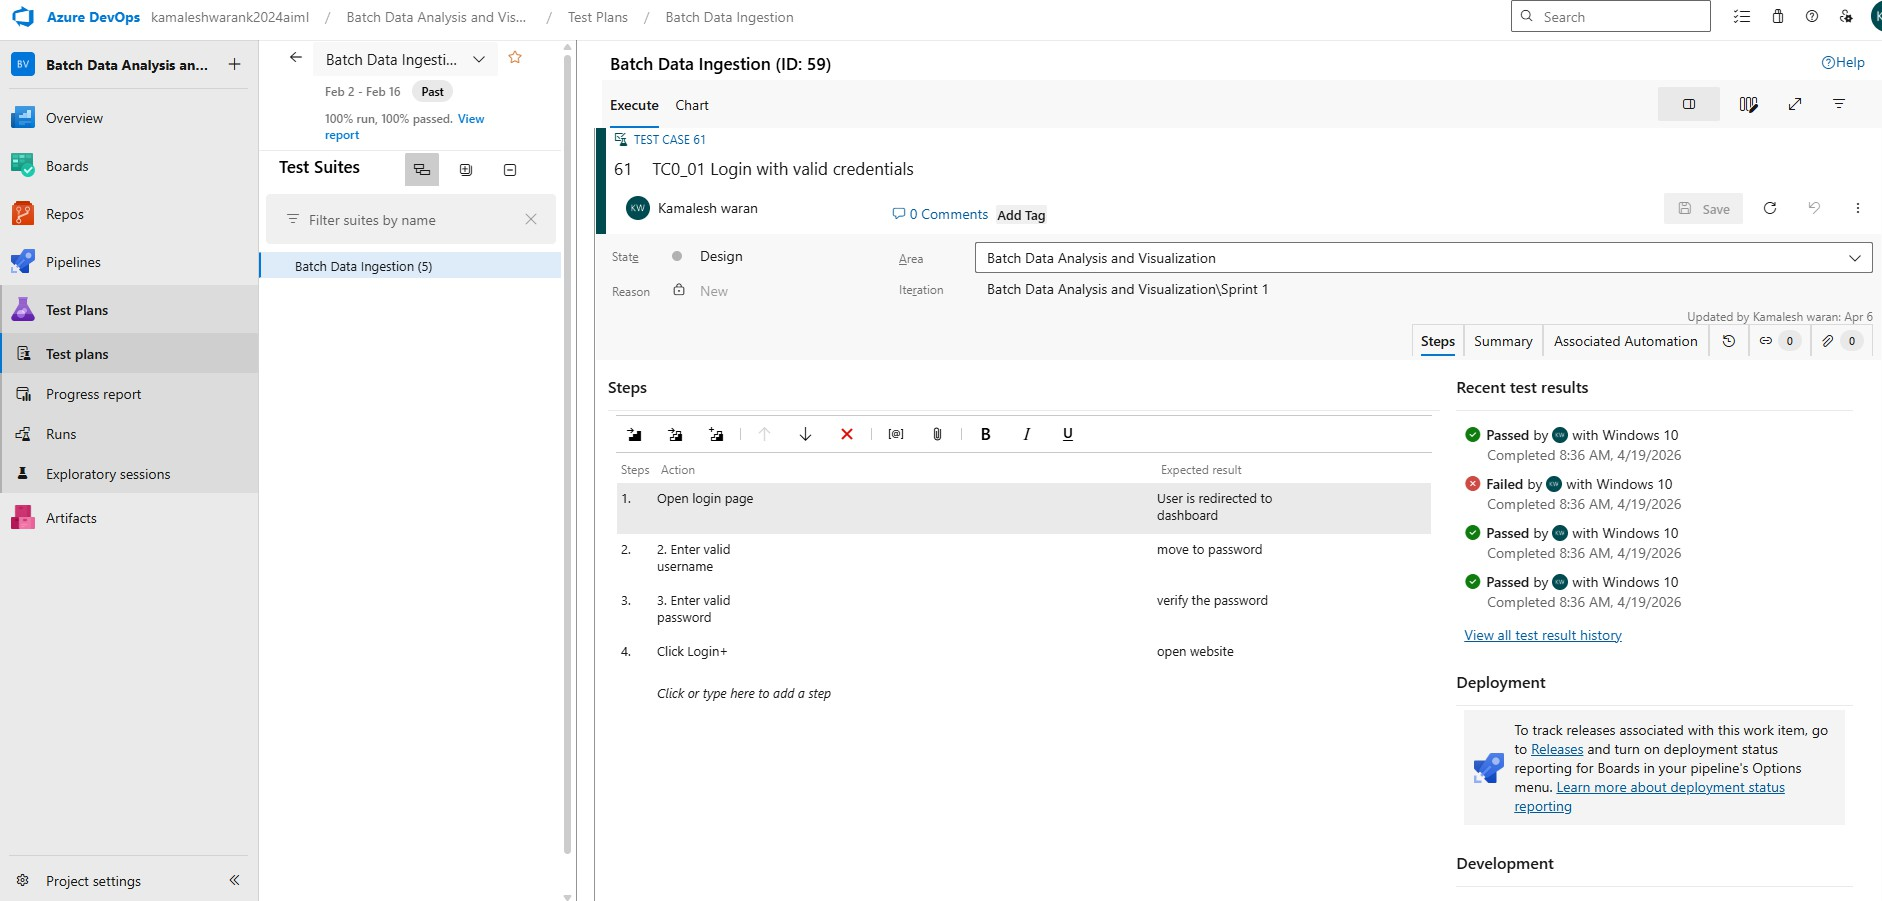 Azure DevOps kamaleshwarank2024aiml / Batch Data Analysis and Vis... / Test Plans / Batch Data Ingestion
Search
BV Batch Data Analysis an...
Overview
Boards
Repos
Pipelines
Test Plans
Test plans
Progress report
Runs
Exploratory sessions
Artifacts
Project settings
Batch Data Ingesti...
Feb 2 - Feb 16 Past
100% run, 100% passed. View
report
Test Suites
Filter suites by name
Batch Data Ingestion (5)
Batch Data Ingestion (ID: 59)
Help
Execute Chart
TEST CASE 61
61 TC0_01 Login with valid credentials
KW Kamalesh waran
0 Comments Add Tag
Save
State Design
Area Batch Data Analysis and Visualization
Reason New
Iteration Batch Data Analysis and Visualization\Sprint 1
Updated by Kamalesh waran: Apr 6
Steps Summary Associated Automation 0 0
Steps
[@] B I U
Steps Action Expected result
1. Open login page User is redirected to
dashboard
2. 2. Enter valid move to password
username
3. 3. Enter valid verify the password
password
4. Click Login+ open website
Click or type here to add a step
Recent test results
Passed by KW with Windows 10
Completed 8:36 AM, 4/19/2026
Failed by KW with Windows 10
Completed 8:36 AM, 4/19/2026
Passed by KW with Windows 10
Completed 8:36 AM, 4/19/2026
Passed by KW with Windows 10
Completed 8:36 AM, 4/19/2026
View all test result history
Deployment
To track releases associated with this work item, go
to Releases and turn on deployment status
reporting for Boards in your pipeline's Options
menu. Learn more about deployment status
reporting
Development